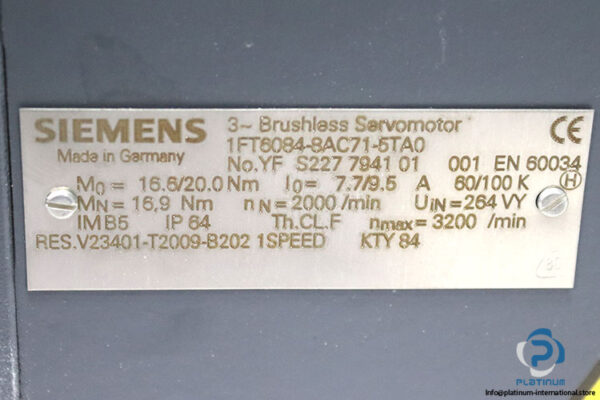 SIEMENS 3~ Brushless Servomotor CE
1FT6084-8AC71-5TA0
Made in Germany
No.YF S227 7941 01 001 EN 60034
M0 = 16.6/20.0 Nm I0 = 7.7/9.5 A 60/100 K H
MN = 16,9 Nm nN = 2000 /min UIN = 264 VY
IM B5 IP 64 Th.CL.F nmax = 3200 /min
RES.V23401-T2009-B202 1SPEED KTY 84
PLATINUM
Info@platinum-international.store